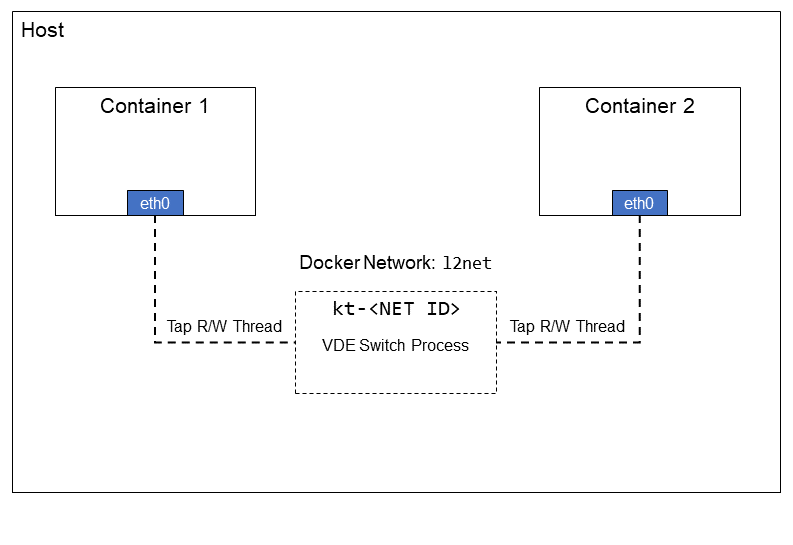 Host
Container 1
Container 2
eth0
eth0
Docker Network: l2net
kt-<NET ID>
Tap R/W Thread
VDE Switch Process
Tap R/W Thread